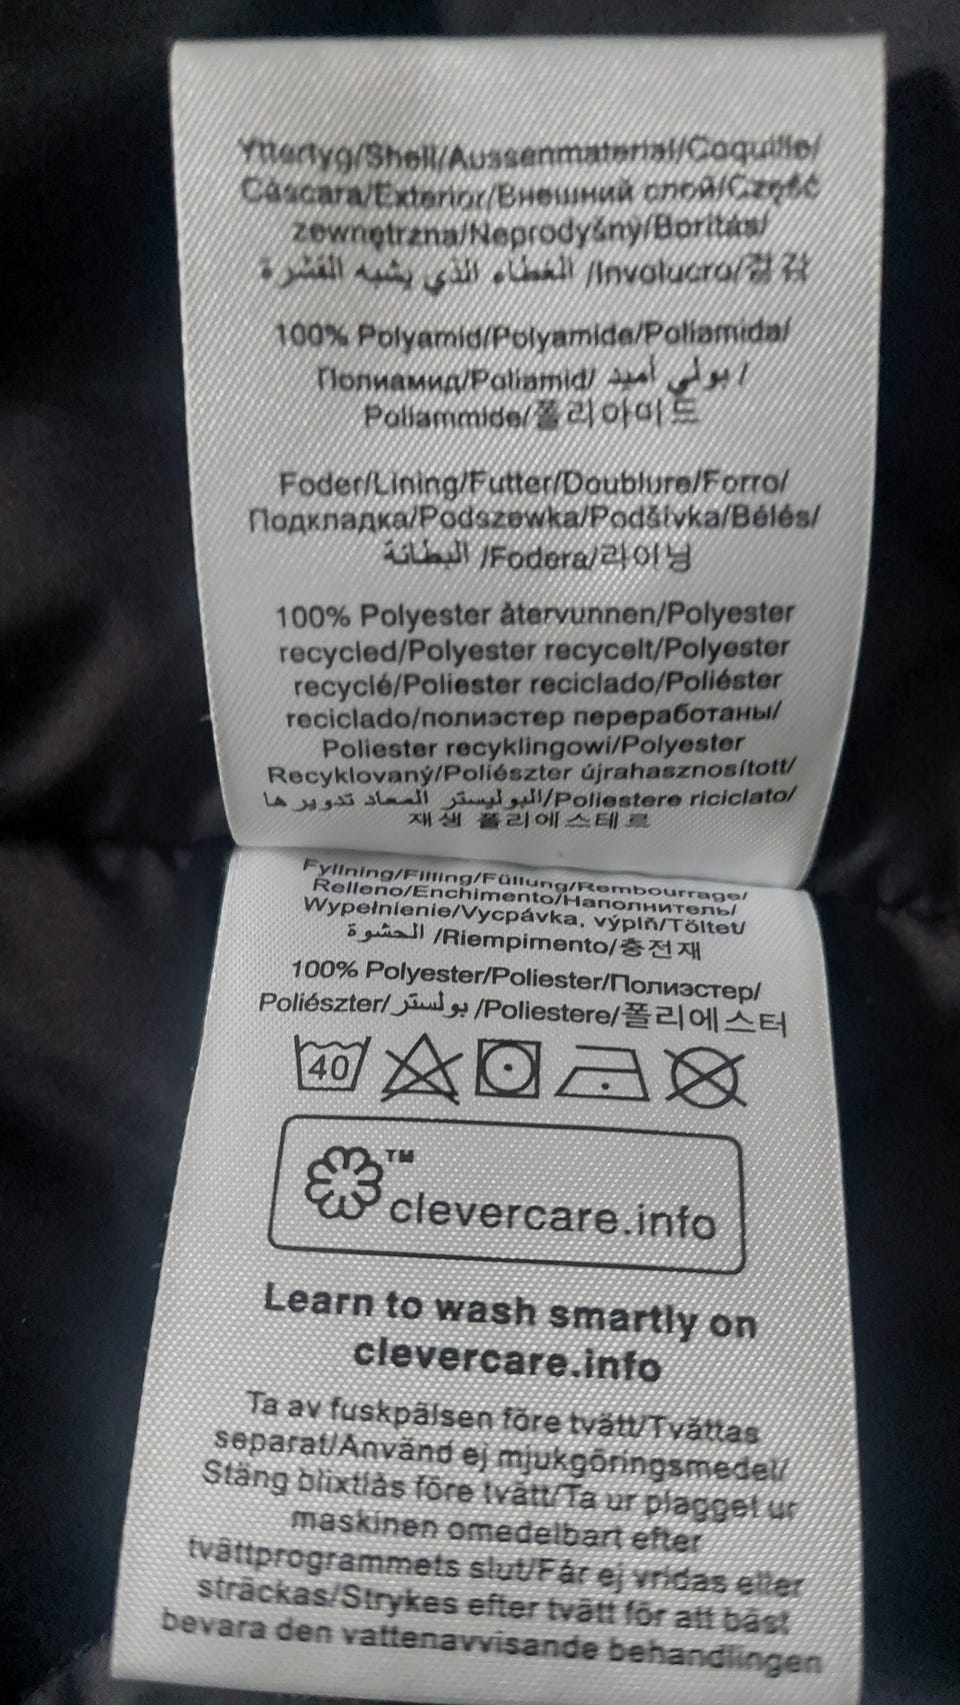 Yttertyg/Shell/Aussenmaterial/Coquille/
Cáscara/Exterior/Внешний слой/Część
zewnętrzna/Neprodyšný/Boritás/
الغطاء الذي يشبه القشرة /Involucro/겉 감
100% Polyamid/Polyamide/Poliamida/
Полиамид/Poliamid/ بولي أميد /
Poliammide/폴리아미드
Foder/Lining/Futter/Doublure/Forro/
Подкладка/Podszewka/Podšívka/Bélés/
البطانة /Fodera/라이닝
100% Polyester återvunnen/Polyester
recycled/Polyester recycelt/Polyester
recyclé/Poliester reciclado/Poliéster
reciclado/полиэстер переработаны/
Poliester recyklingowi/Polyester
Recyklovaný/Poliészter újrahasznosított/
البوليستر المعاد تدويرها/Poliestere riciclato/
재생 폴리에스테르
Fyllning/Filling/Füllung/Rembourrage/
Relleno/Enchimento/Наполнитель/
Wypełnienie/Vycpávka, výplň/Töltet/
الحشوة /Riempimento/충전재
100% Polyester/Poliester/Полиэстер/
Poliészter/ بولستر /Poliestere/폴리에스터
40
TM
clevercare.info
Learn to wash smartly on
clevercare.info
Ta av fuskpälsen före tvätt/Tvättas
separat/Använd ej mjukgöringsmedel/
Stäng blixtlås före tvätt/Ta ur plagget ur
maskinen omedelbart efter
tvättprogrammets slut/Får ej vridas eller
sträckas/Strykes efter tvätt för att bäst
bevara den vattenavvisande behandlingen